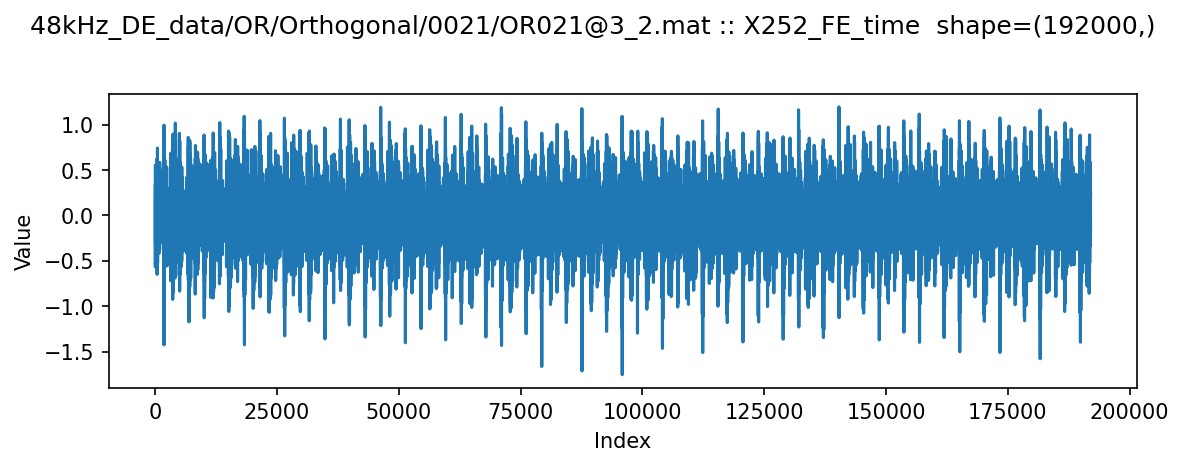 48kHz_DE_data/OR/Orthogonal/0021/OR021@3_2.mat :: X252_FE_time  shape=(192000,)
1.0
0.5
0.0
−0.5
−1.0
−1.5
Value
0 25000 50000 75000 100000 125000 150000 175000 200000
Index